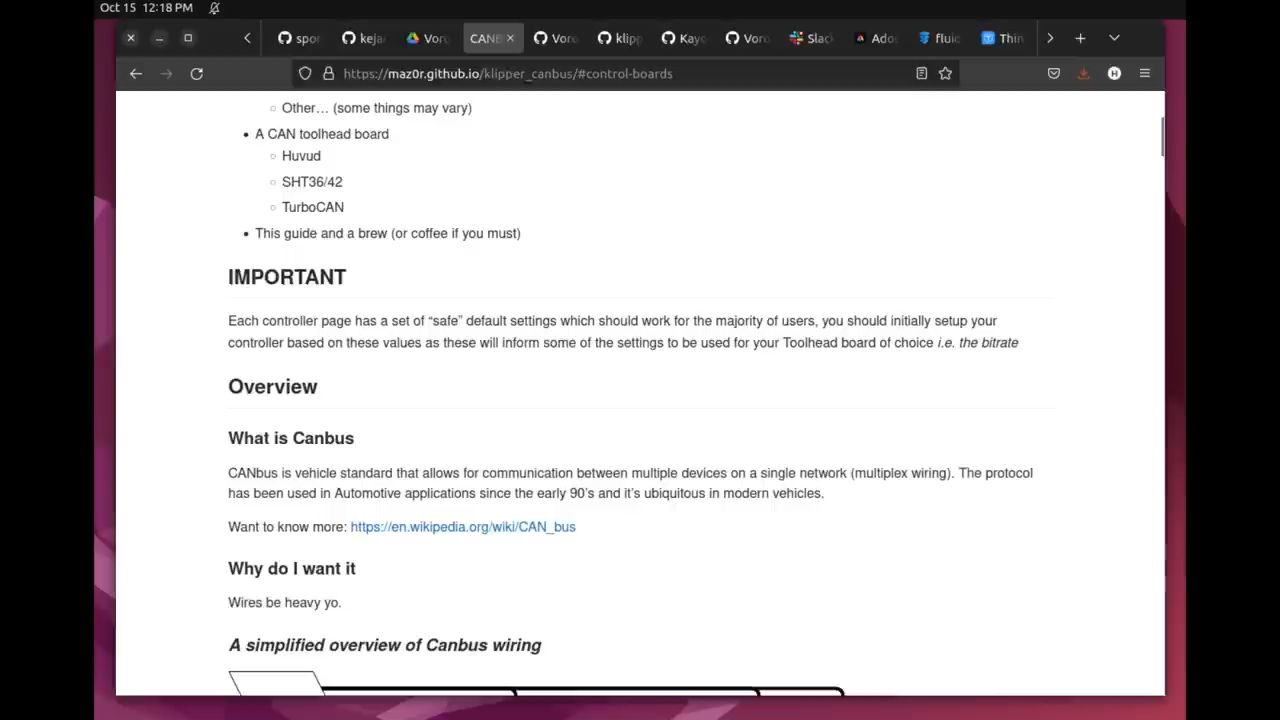 Oct 15 12:18 PM
spor
keja
Voro
CANB
Voro
klipp
Kayo
Voro
Slack
Ados
fluid
Thin
https://maz0r.github.io/klipper_canbus/#control-boards
H
Other… (some things may vary)
A CAN toolhead board
Huvud
SHT36/42
TurboCAN
This guide and a brew (or coffee if you must)
IMPORTANT
Each controller page has a set of “safe” default settings which should work for the majority of users, you should initially setup your
controller based on these values as these will inform some of the settings to be used for your Toolhead board of choice i.e. the bitrate
Overview
What is Canbus
CANbus is vehicle standard that allows for communication between multiple devices on a single network (multiplex wiring). The protocol
has been used in Automotive applications since the early 90’s and it’s ubiquitous in modern vehicles.
Want to know more: https://en.wikipedia.org/wiki/CAN_bus
Why do I want it
Wires be heavy yo.
A simplified overview of Canbus wiring